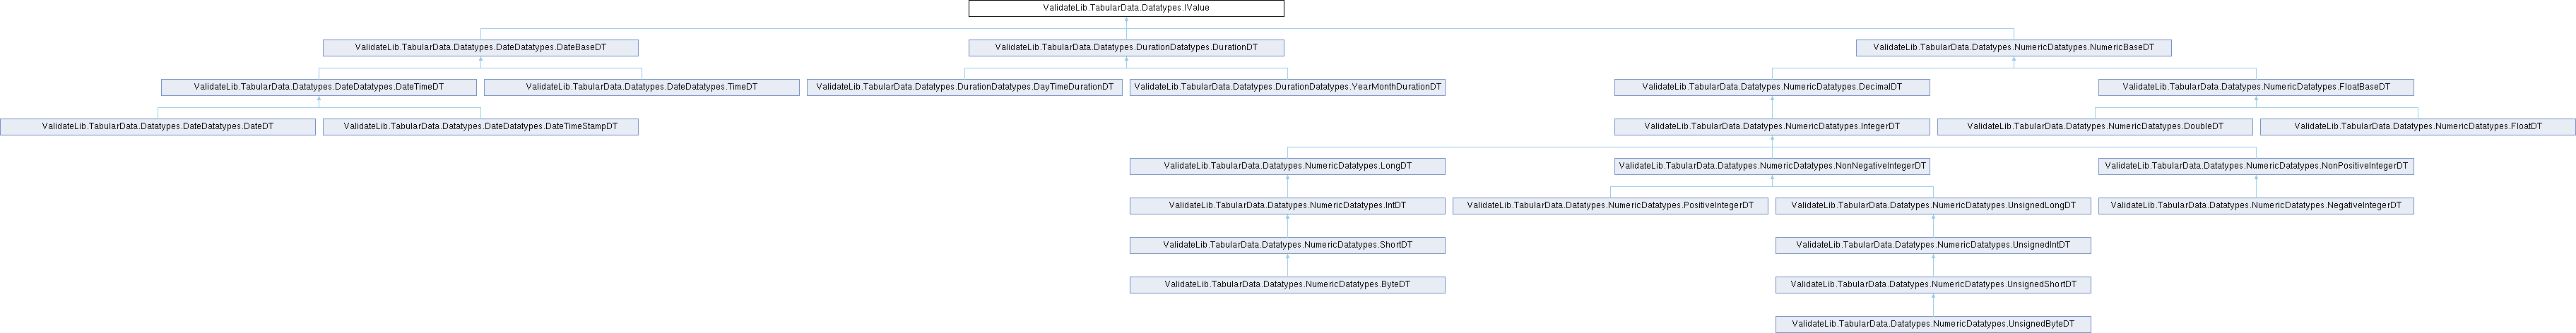 ValidateLib.TabularData.Datatypes.IValue
ValidateLib.TabularData.Datatypes.DateDatatypes.DateBaseDT
ValidateLib.TabularData.Datatypes.DurationDatatypes.DurationDT
ValidateLib.TabularData.Datatypes.NumericDatatypes.NumericBaseDT
ValidateLib.TabularData.Datatypes.DateDatatypes.DateTimeDT
ValidateLib.TabularData.Datatypes.DateDatatypes.TimeDT
ValidateLib.TabularData.Datatypes.DurationDatatypes.DayTimeDurationDT
ValidateLib.TabularData.Datatypes.DurationDatatypes.YearMonthDurationDT
ValidateLib.TabularData.Datatypes.NumericDatatypes.DecimalDT
ValidateLib.TabularData.Datatypes.NumericDatatypes.FloatBaseDT
ValidateLib.TabularData.Datatypes.DateDatatypes.DateDT
ValidateLib.TabularData.Datatypes.DateDatatypes.DateTimeStampDT
ValidateLib.TabularData.Datatypes.NumericDatatypes.IntegerDT
ValidateLib.TabularData.Datatypes.NumericDatatypes.DoubleDT
ValidateLib.TabularData.Datatypes.NumericDatatypes.FloatDT
ValidateLib.TabularData.Datatypes.NumericDatatypes.LongDT
ValidateLib.TabularData.Datatypes.NumericDatatypes.NonNegativeIntegerDT
ValidateLib.TabularData.Datatypes.NumericDatatypes.NonPositiveIntegerDT
ValidateLib.TabularData.Datatypes.NumericDatatypes.IntDT
ValidateLib.TabularData.Datatypes.NumericDatatypes.PositiveIntegerDT
ValidateLib.TabularData.Datatypes.NumericDatatypes.UnsignedLongDT
ValidateLib.TabularData.Datatypes.NumericDatatypes.NegativeIntegerDT
ValidateLib.TabularData.Datatypes.NumericDatatypes.ShortDT
ValidateLib.TabularData.Datatypes.NumericDatatypes.UnsignedIntDT
ValidateLib.TabularData.Datatypes.NumericDatatypes.ByteDT
ValidateLib.TabularData.Datatypes.NumericDatatypes.UnsignedShortDT
ValidateLib.TabularData.Datatypes.NumericDatatypes.UnsignedByteDT